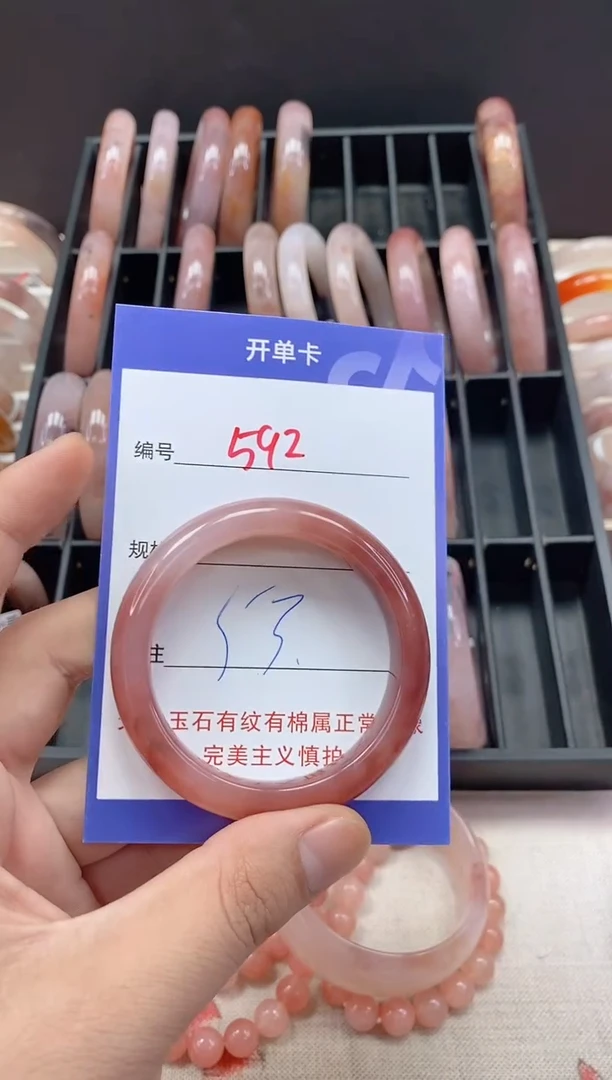 开单卡
编号 592
规
主 53.
玉石有纹有棉属正常
完美主义慎拍